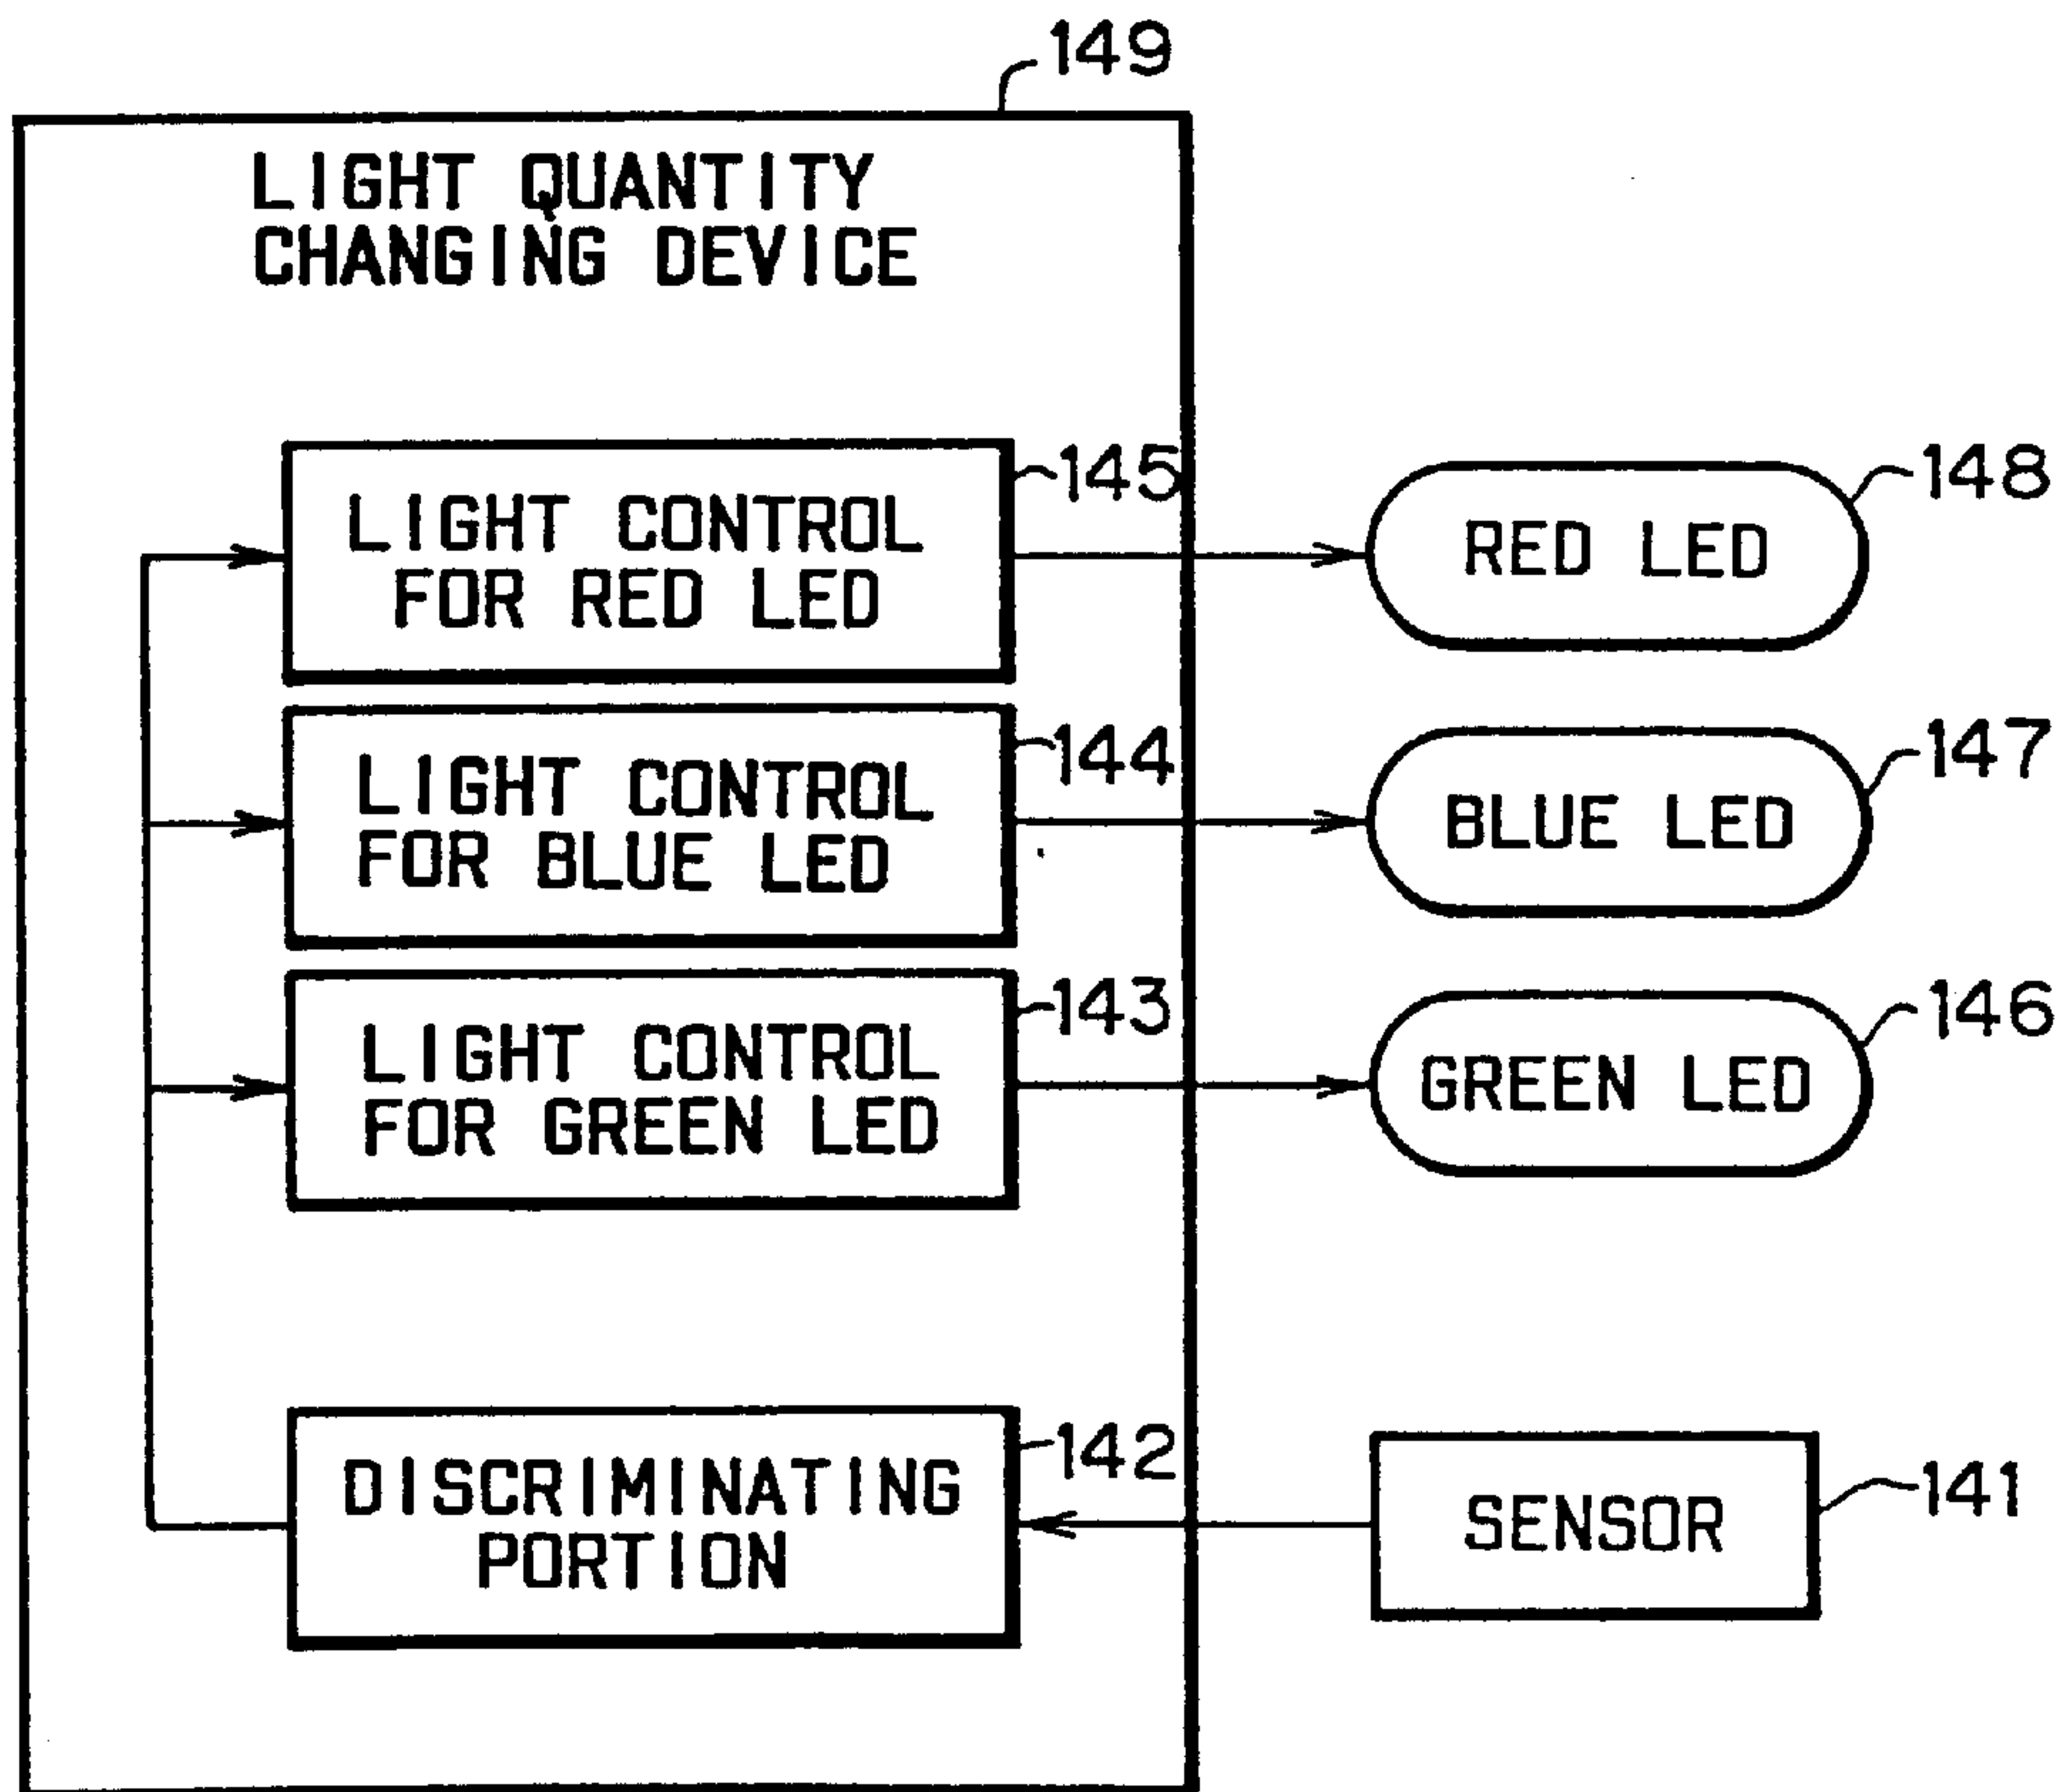 149
LIGHT QUANTITY
CHANGING DEVICE
145
LIGHT CONTROL
FOR RED LED
148
RED LED
144
LIGHT CONTROL
FOR BLUE LED
147
BLUE LED
143
LIGHT CONTROL
FOR GREEN LED
146
GREEN LED
142
DISCRIMINATING
PORTION
141
SENSOR